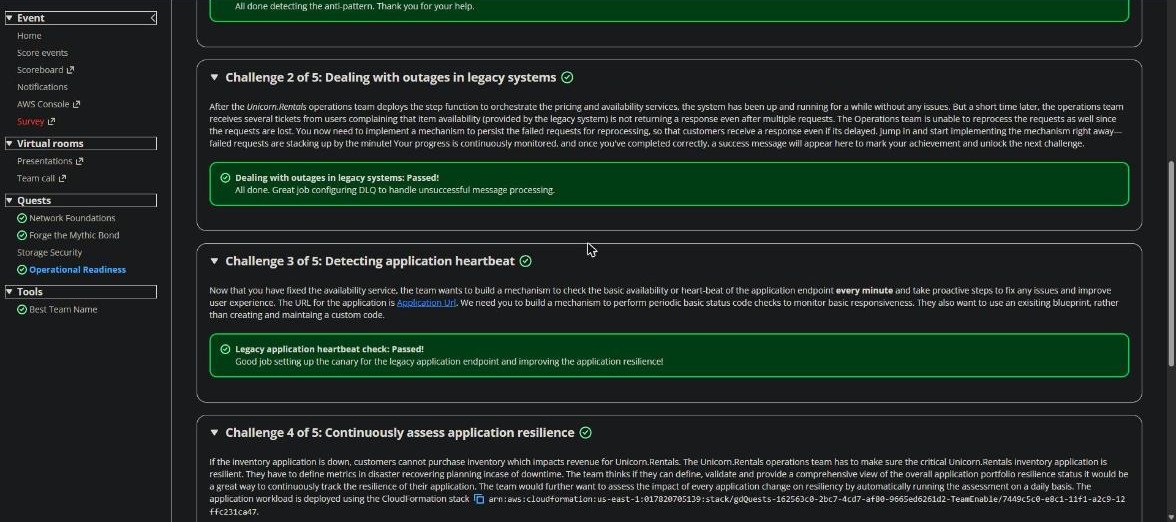 Event
Home
Score events
Scoreboard
Notifications
AWS Console
Survey
Virtual rooms
Presentations
Team call
Quests
Network Foundations
Forge the Mythic Bond
Storage Security
Operational Readiness
Tools
Best Team Name
All done detecting the anti-pattern. Thank you for your help.
Challenge 2 of 5: Dealing with outages in legacy systems
After the Unicorn.Rentals operations team deploys the step function to orchestrate the pricing and availability services, the system has been up and running for a while without any issues. But a short time later, the operations team
receives several tickets from users complaining that item availability (provided by the legacy system) is not returning a response even after multiple requests. The Operations team is unable to reprocess the requests as well since
the requests are lost. You now need to implement a mechanism to persist the failed requests for reprocessing, so that customers receive a response even if its delayed. Jump in and start implementing the mechanism right away—
failed requests are stacking up by the minute! Your progress is continuously monitored, and once you've completed correctly, a success message will appear here to mark your achievement and unlock the next challenge.
Dealing with outages in legacy systems: Passed!
All done. Great job configuring DLQ to handle unsuccessful message processing.
Challenge 3 of 5: Detecting application heartbeat
Now that you have fixed the availability service, the team wants to build a mechanism to check the basic availability or heart-beat of the application endpoint every minute and take proactive steps to fix any issues and improve
user experience. The URL for the application is Application Url. We need you to build a mechanism to perform periodic basic status code checks to monitor basic responsiveness. They also want to use an exisiting blueprint, rather
than creating and maintaing a custom code.
Legacy application heartbeat check: Passed!
Good job setting up the canary for the legacy application endpoint and improving the application resilience!
Challenge 4 of 5: Continuously assess application resilience
If the inventory application is down, customers cannot purchase inventory which impacts revenue for Unicorn.Rentals. The Unicorn.Rentals operations team has to make sure the critical Unicorn.Rentals inventory application is
resilient. They have to define metrics in disaster recovering planning incase of downtime. The team thinks if they can define, validate and provide a comprehensive view of the overall application portfolio resilience status it would be
a great way to continuously track the resilience of their application. The team would further want to assess the impact of every application change on resiliency by automatically running the assessment on a daily basis. The
application workload is deployed using the CloudFormation stack arn:aws:cloudformation:us-east-1:017820705139:stack/gdQuests-162563c0-2bc7-4cd7-af80-9665ed6261d2-TeamEnable/7449c5c0-e8c1-11f1-a2c9-12
ffc231ca47.